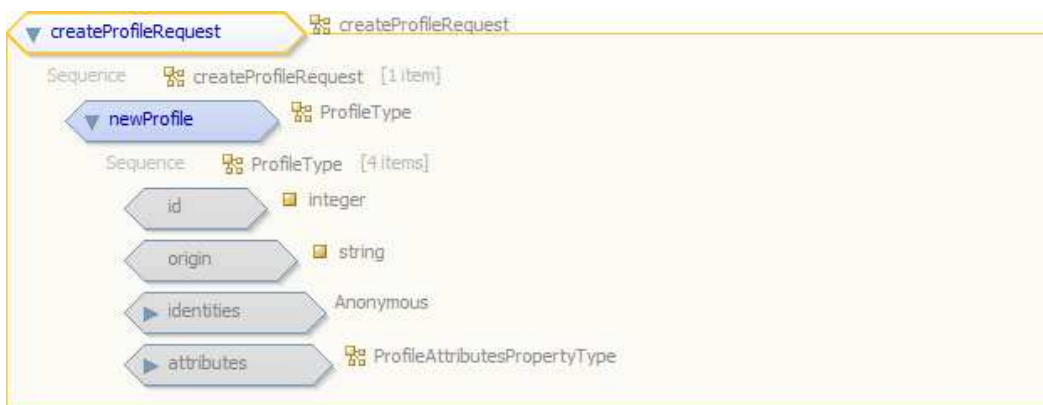 createProfileRequest createProfileRequest
Sequence createProfileRequest [1 item]
newProfile ProfileType
Sequence ProfileType [4 items]
id integer
origin string
identities Anonymous
attributes ProfileAttributesPropertyType